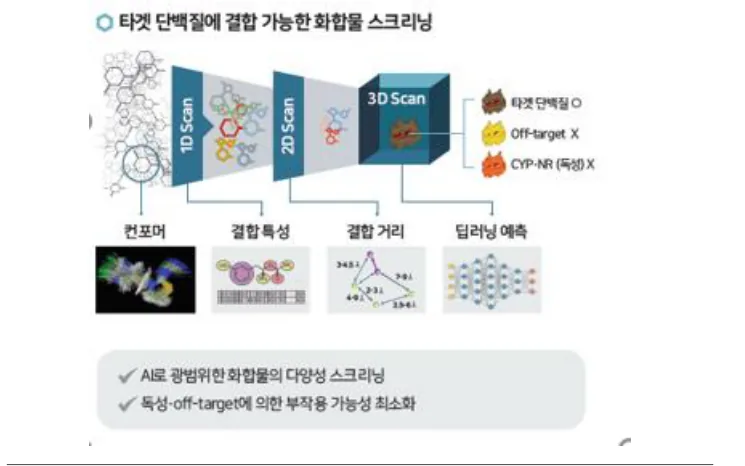 타겟 단백질에 결합 가능한 화합물 스크리닝
1D Scan
2D Scan
3D Scan
타겟 단백질 O
Off-target X
CYP·NR (독성) X
컨포머
결합 특성
결합 거리
딥러닝 예측
AI로 광범위한 화합물의 다양성 스크리닝
독성·off-target에 의한 부작용 가능성 최소화